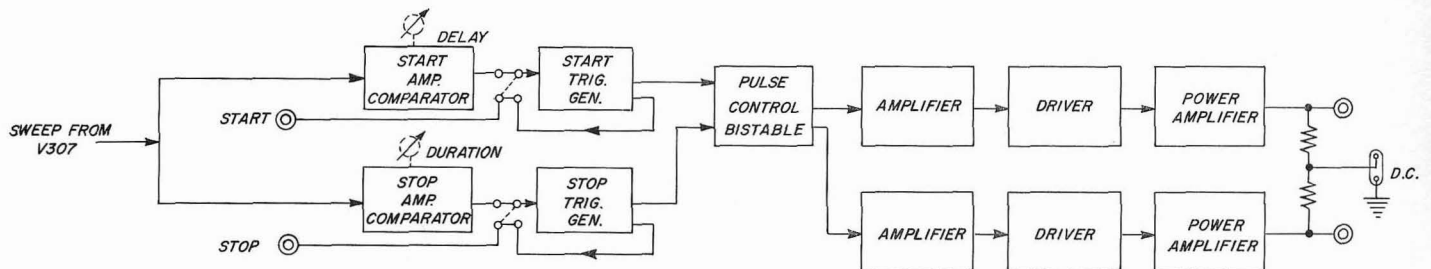 SWEEP FROM
V307
DELAY
START
AMP.
COMPARATOR
START
START
TRIG.
GEN.
DURATION
STOP
AMP.
COMPARATOR
STOP
STOP
TRIG.
GEN.
PULSE
CONTROL
BISTABLE
AMPLIFIER
DRIVER
POWER
AMPLIFIER
AMPLIFIER
DRIVER
POWER
AMPLIFIER
D.C.